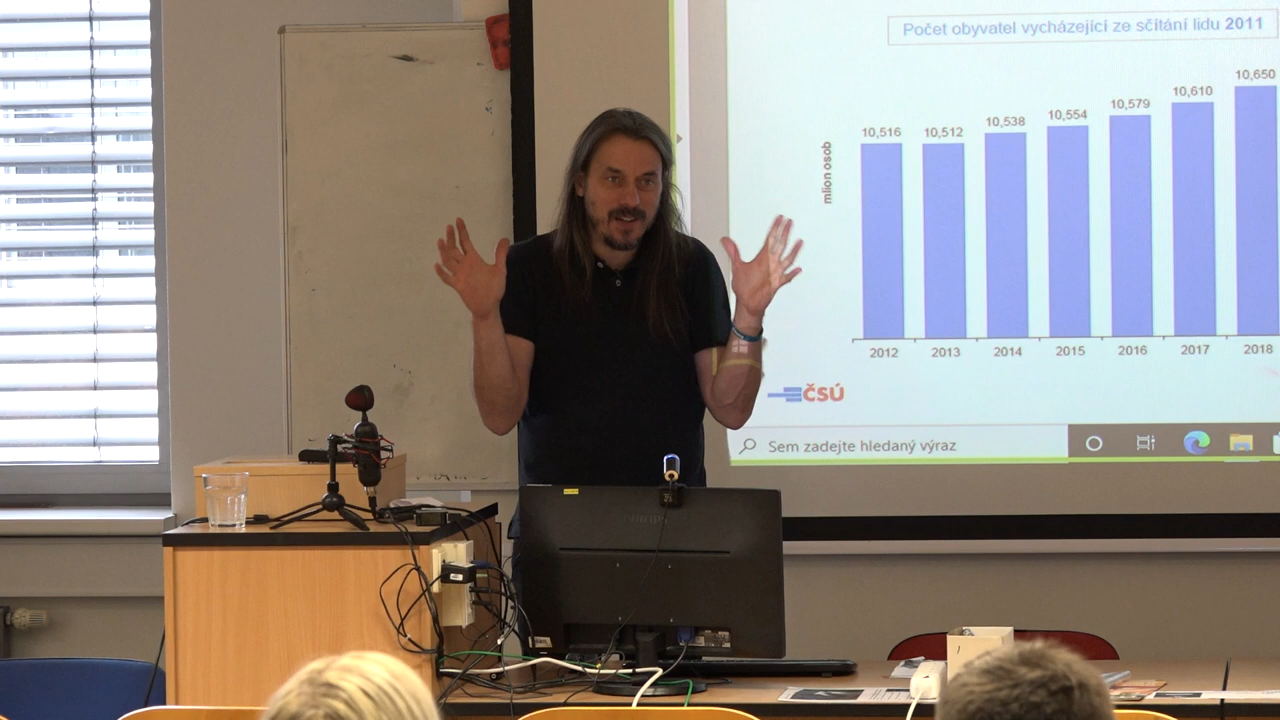 Počet obyvatel vycházející ze sčítání lidu 2011
10,650
10,610
10,579
10,554
10,538
10,516
10,512
milion osob
2012
2013
2014
2015
2016
2017
2018
ČSÚ
Sem zadejte hledaný výraz
PHILIPS